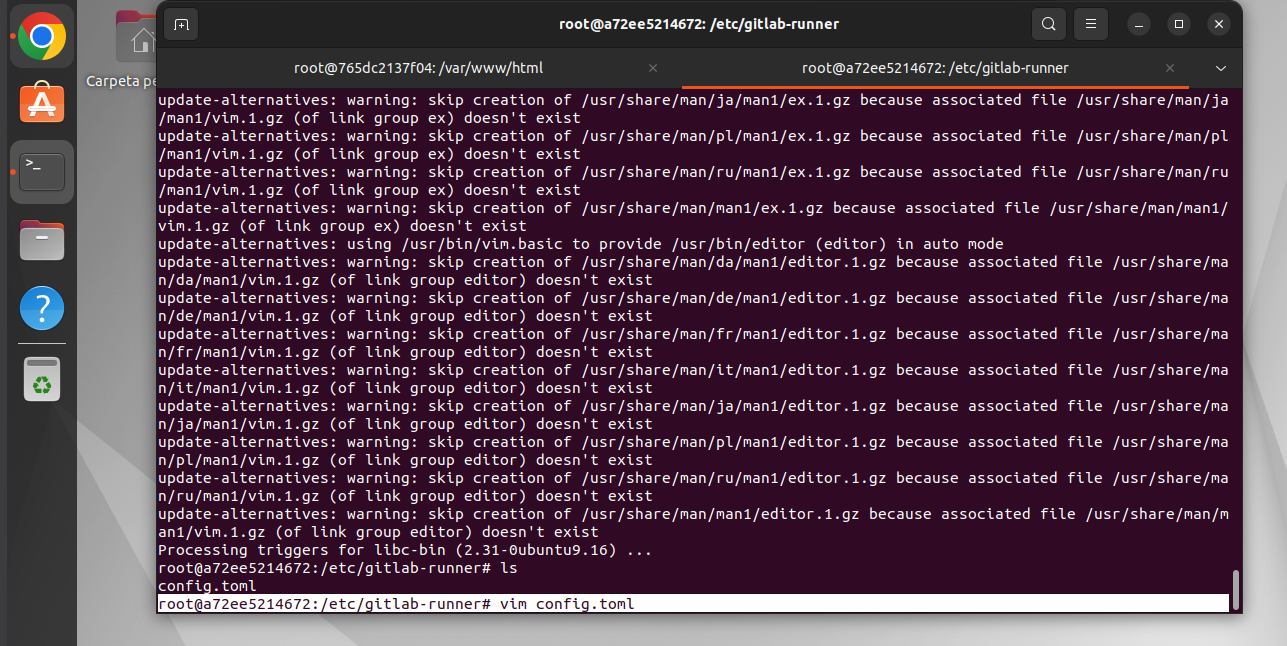 root@a72ee5214672: /etc/gitlab-runner
root@765dc2137f04: /var/www/html
root@a72ee5214672: /etc/gitlab-runner
Carpeta pe
update-alternatives: warning: skip creation of /usr/share/man/ja/man1/ex.1.gz because associated file /usr/share/man/ja
/man1/vim.1.gz (of link group ex) doesn't exist
update-alternatives: warning: skip creation of /usr/share/man/pl/man1/ex.1.gz because associated file /usr/share/man/pl
/man1/vim.1.gz (of link group ex) doesn't exist
update-alternatives: warning: skip creation of /usr/share/man/ru/man1/ex.1.gz because associated file /usr/share/man/ru
/man1/vim.1.gz (of link group ex) doesn't exist
update-alternatives: warning: skip creation of /usr/share/man/man1/ex.1.gz because associated file /usr/share/man/man1/
vim.1.gz (of link group ex) doesn't exist
update-alternatives: using /usr/bin/vim.basic to provide /usr/bin/editor (editor) in auto mode
update-alternatives: warning: skip creation of /usr/share/man/da/man1/editor.1.gz because associated file /usr/share/ma
n/da/man1/vim.1.gz (of link group editor) doesn't exist
update-alternatives: warning: skip creation of /usr/share/man/de/man1/editor.1.gz because associated file /usr/share/ma
n/de/man1/vim.1.gz (of link group editor) doesn't exist
update-alternatives: warning: skip creation of /usr/share/man/fr/man1/editor.1.gz because associated file /usr/share/ma
n/fr/man1/vim.1.gz (of link group editor) doesn't exist
update-alternatives: warning: skip creation of /usr/share/man/it/man1/editor.1.gz because associated file /usr/share/ma
n/it/man1/vim.1.gz (of link group editor) doesn't exist
update-alternatives: warning: skip creation of /usr/share/man/ja/man1/editor.1.gz because associated file /usr/share/ma
n/ja/man1/vim.1.gz (of link group editor) doesn't exist
update-alternatives: warning: skip creation of /usr/share/man/pl/man1/editor.1.gz because associated file /usr/share/ma
n/pl/man1/vim.1.gz (of link group editor) doesn't exist
update-alternatives: warning: skip creation of /usr/share/man/ru/man1/editor.1.gz because associated file /usr/share/ma
n/ru/man1/vim.1.gz (of link group editor) doesn't exist
update-alternatives: warning: skip creation of /usr/share/man/man1/editor.1.gz because associated file /usr/share/man/m
an1/vim.1.gz (of link group editor) doesn't exist
Processing triggers for libc-bin (2.31-0ubuntu9.16) ...
root@a72ee5214672:/etc/gitlab-runner# ls
config.toml
root@a72ee5214672:/etc/gitlab-runner# vim config.toml